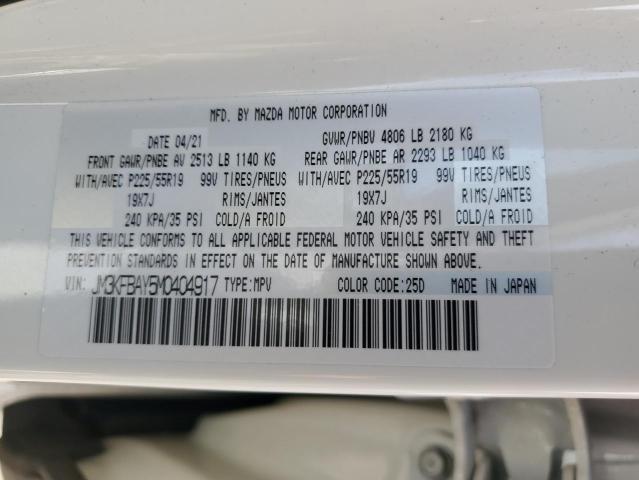 MFD. BY MAZDA MOTOR CORPORATION
DATE 04/21 GVWR/PNBV 4806 LB 2180 KG
FRONT GAWR/PNBE AV 2513 LB 1140 KG REAR GAWR/PNBE AR 2293 LB 1040 KG
WITH/AVEC P225/55R19 99V TIRES/PNEUS WITH/AVEC P225/55R19 99V TIRES/PNEUS
19X7J RIMS/JANTES 19X7J RIMS/JANTES
240 KPA/35 PSI COLD/A FROID 240 KPA/35 PSI COLD/A FROID
THIS VEHICLE CONFORMS TO ALL APPLICABLE FEDERAL MOTOR VEHICLE SAFETY AND THEFT
PREVENTION STANDARDS IN EFFECT ON THE DATE OF MANUFACTURE SHOWN ABOVE.
VIN: JM3KFBAY5M0404917 TYPE:MPV COLOR CODE:25D MADE IN JAPAN